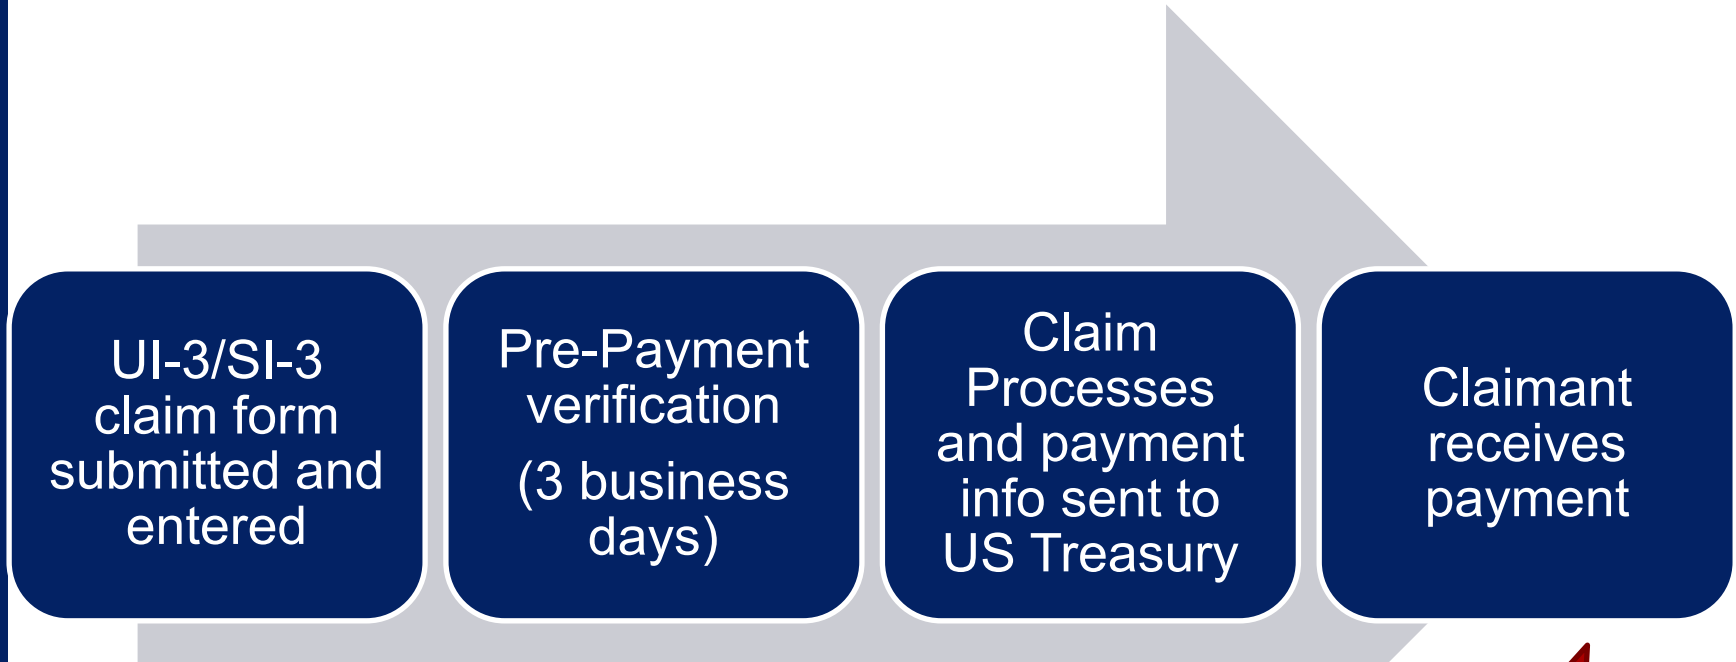 UI-3/SI-3
claim form
submitted and
entered
Pre-Payment
verification
(3 business
days)
Claim
Processes
and payment
info sent to
US Treasury
Claimant
receives
payment